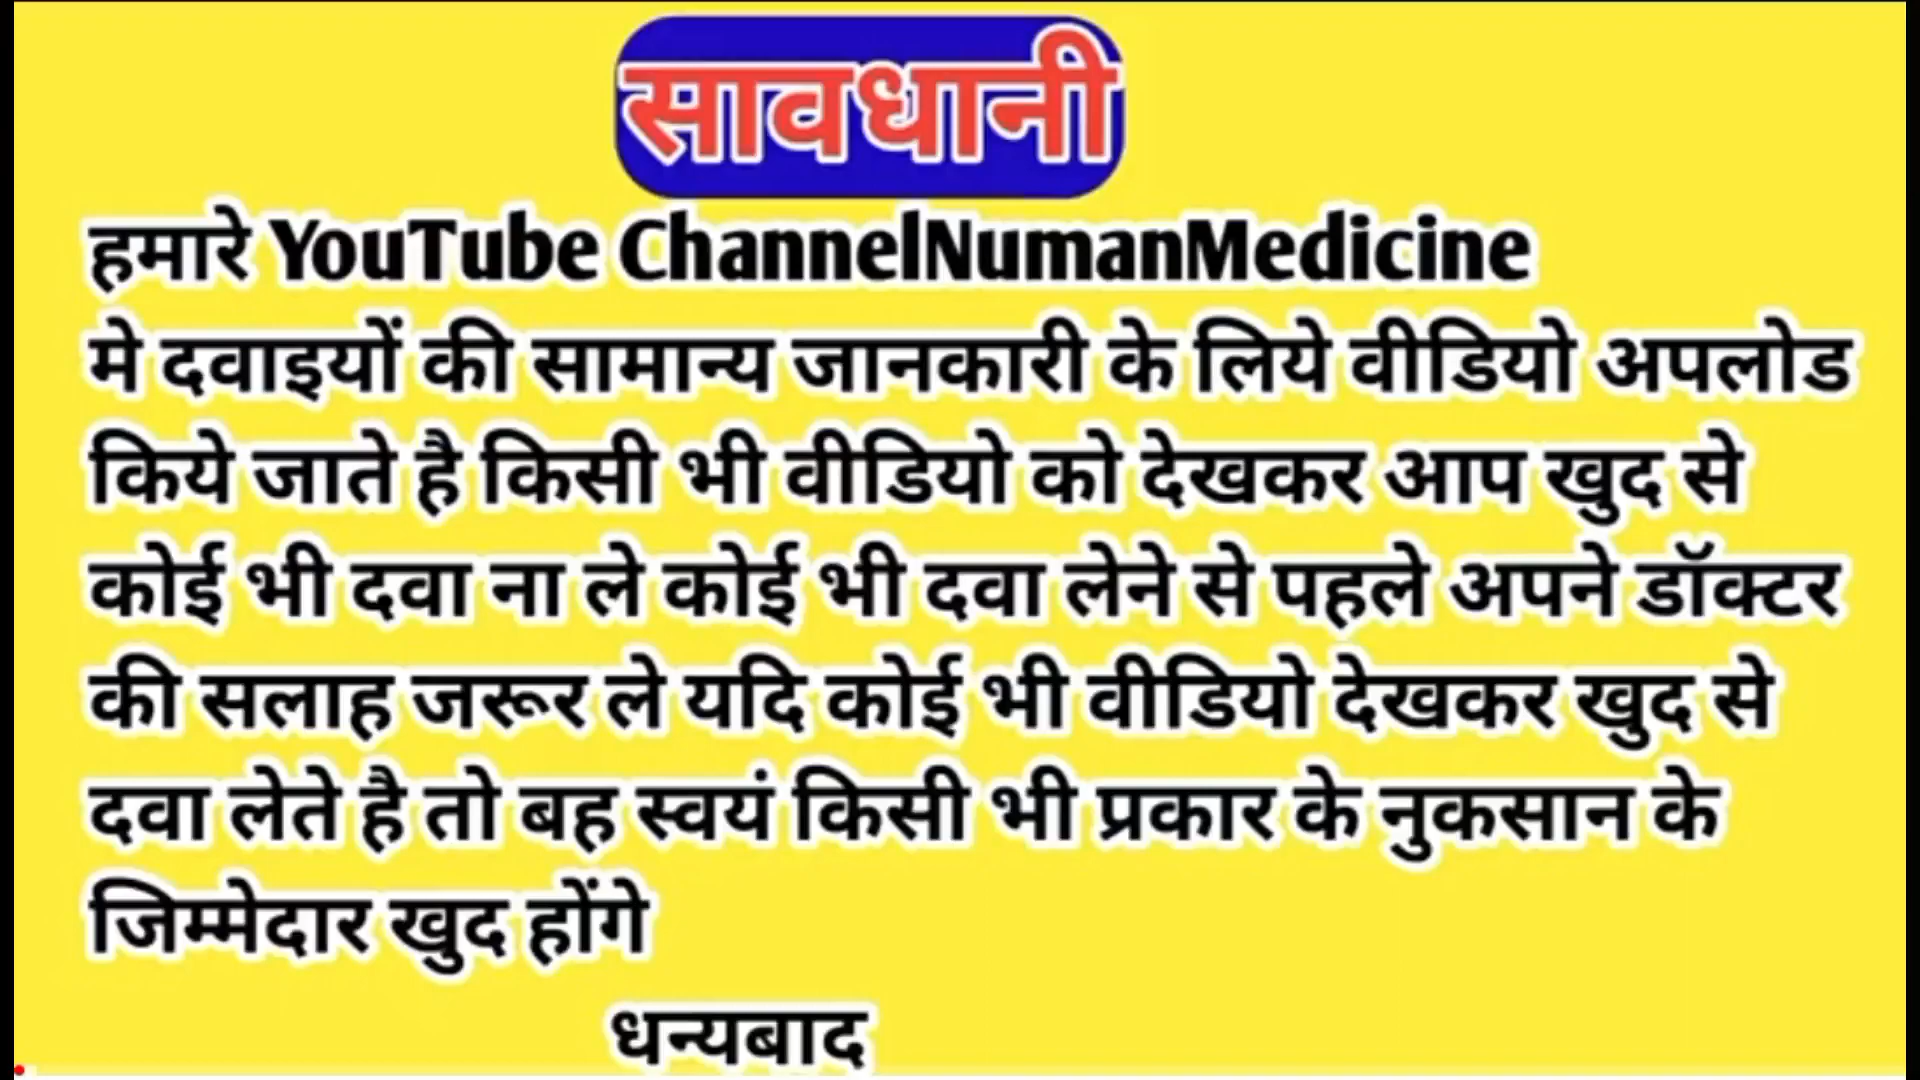 सावधानी
हमारे YouTube ChannelNumanMedicine
मे दवाइयों की सामान्य जानकारी के लिये वीडियो अपलोड
किये जाते है किसी भी वीडियो को देखकर आप खुद से
कोई भी दवा ना ले कोई भी दवा लेने से पहले अपने डॉक्टर
की सलाह जरूर ले यदि कोई भी वीडियो देखकर खुद से
दवा लेते है तो बह स्वयं किसी भी प्रकार के नुकसान के
जिम्मेदार खुद होंगे
धन्यबाद